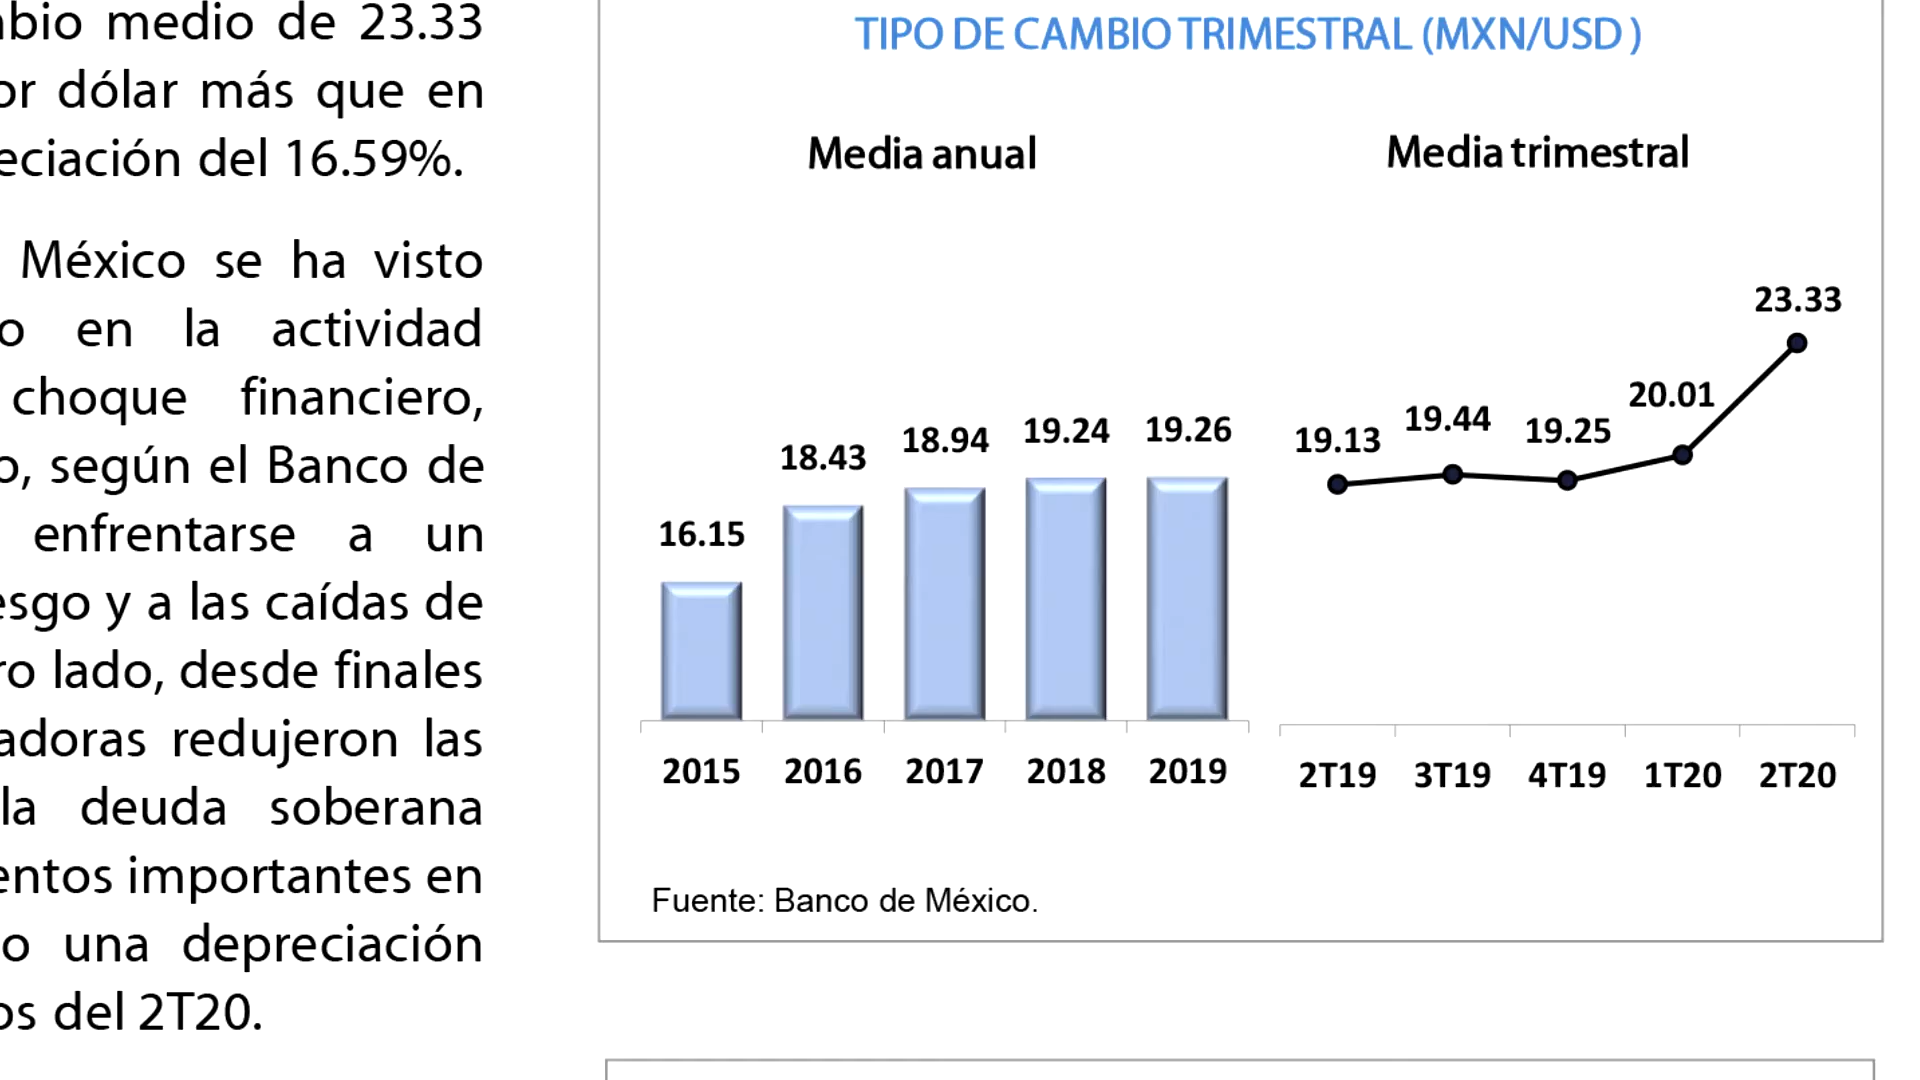 mbio medio de 23.33
or dólar más que en
eciación del 16.59%.
México se ha visto
o en la actividad
choque financiero,
o, según el Banco de
enfrentarse a un
esgo y a las caídas de
ro lado, desde finales
adoras redujeron las
la deuda soberana
entos importantes en
o una depreciación
os del 2T20.
TIPO DE CAMBIO TRIMESTRAL (MXN/USD )
Media anual
16.15 18.43 18.94 19.24 19.26
2015 2016 2017 2018 2019
Media trimestral
19.13 19.44 19.25 20.01 23.33
2T19 3T19 4T19 1T20 2T20
Fuente: Banco de México.